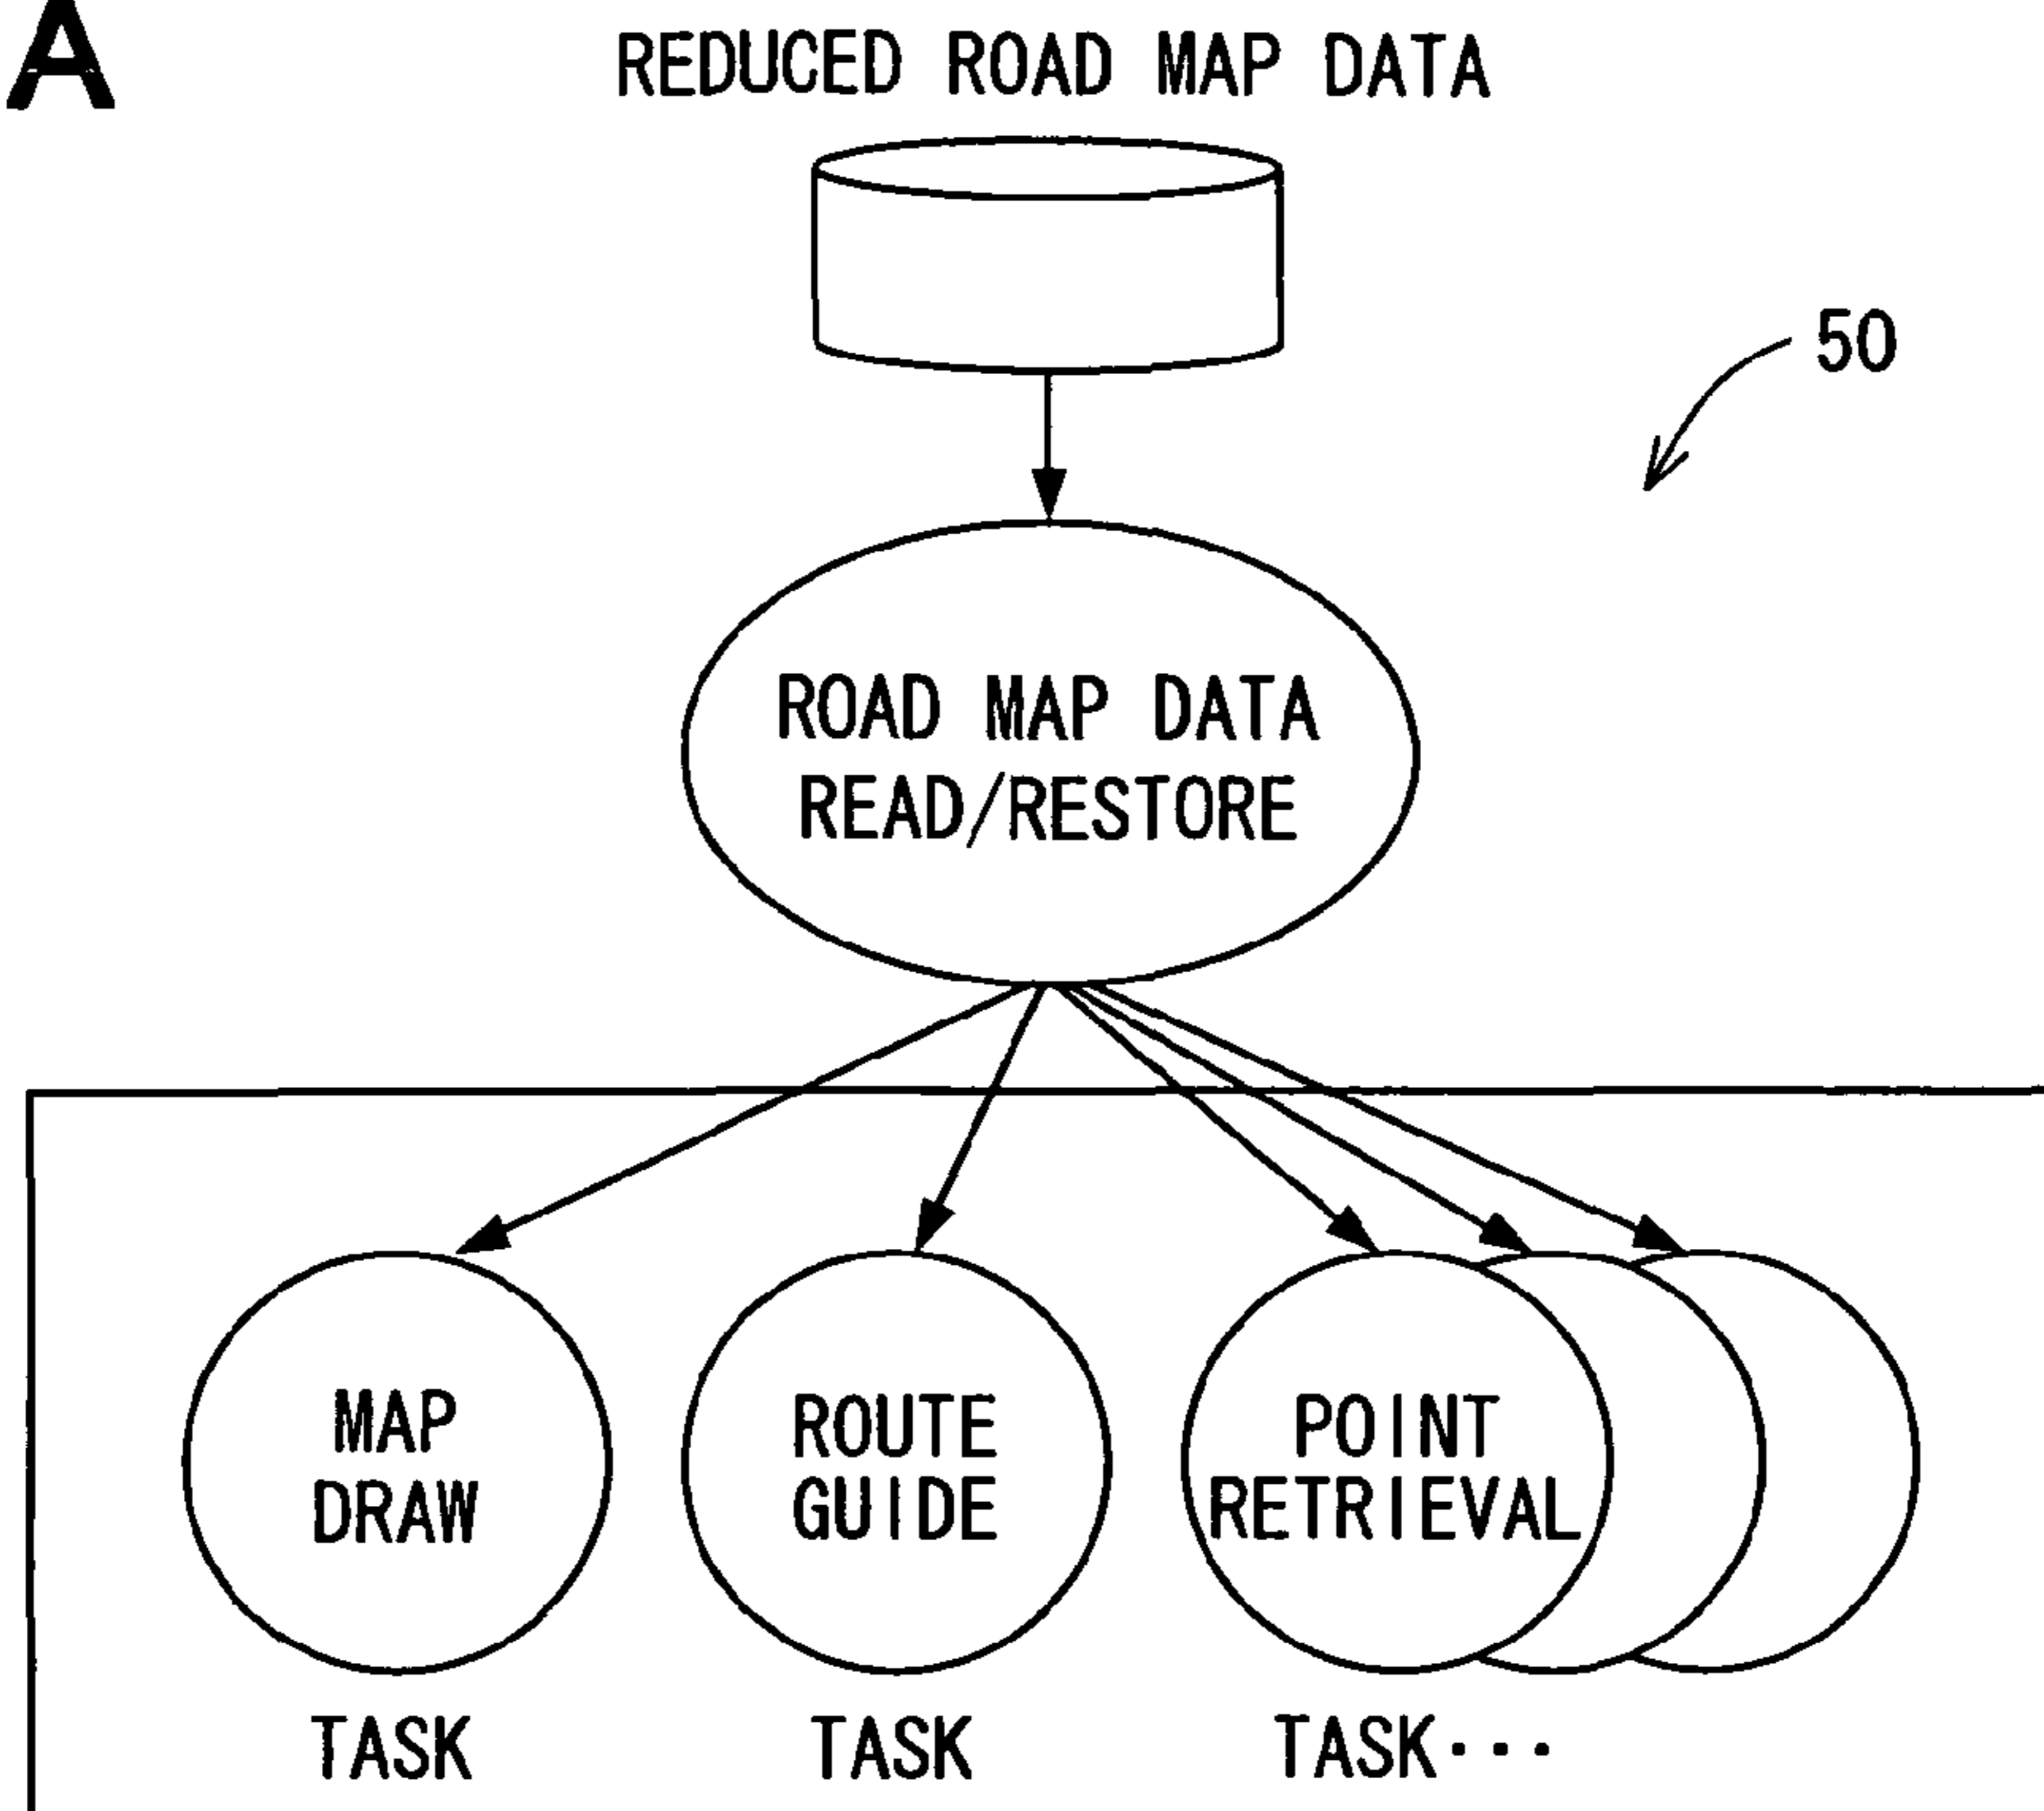 A
REDUCED ROAD MAP DATA
50
ROAD MAP DATA
READ/RESTORE
MAP
DRAW
ROUTE
GUIDE
POINT
RETRIEVAL
TASK
TASK
TASK···